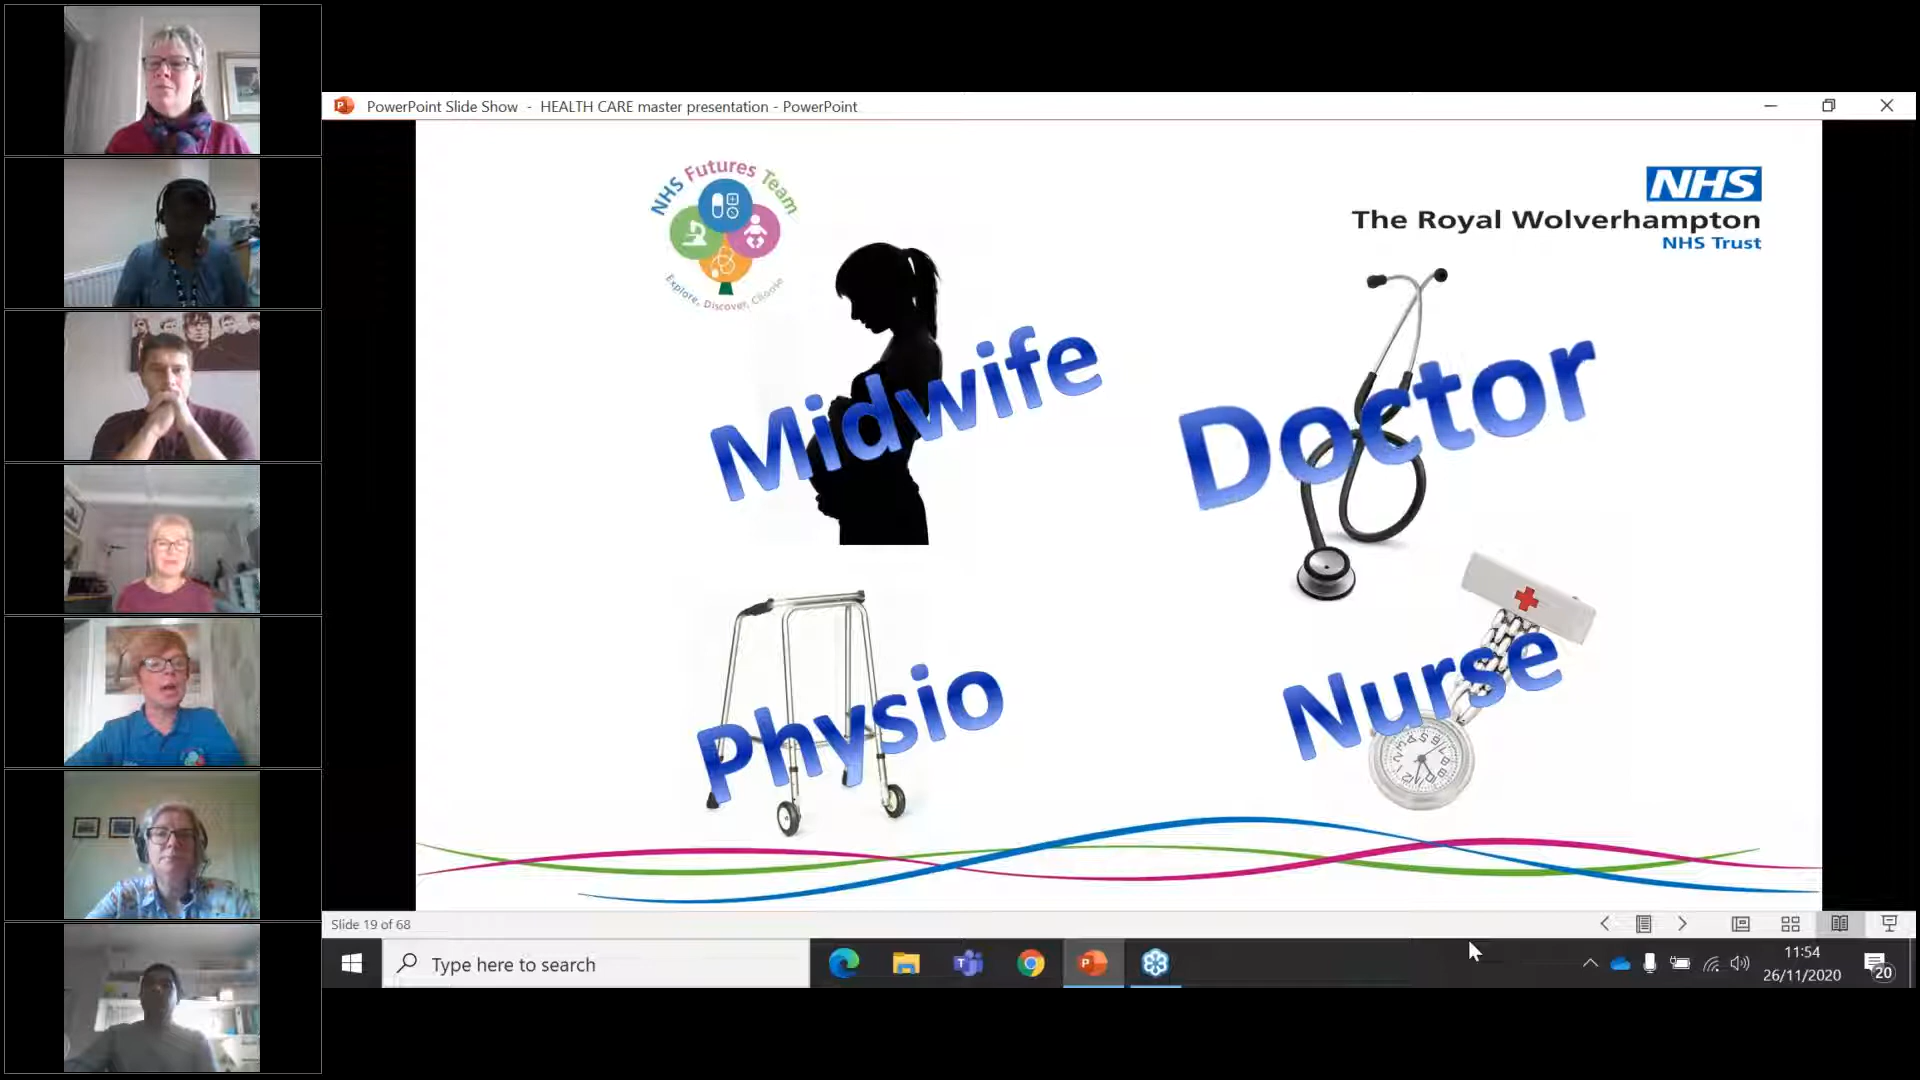 PowerPoint Slide Show - HEALTH CARE master presentation - PowerPoint
NHS Futures Team
Explore, Discover, Choose
NHS
The Royal Wolverhampton
NHS Trust
Midwife
Doctor
Physio
Nurse
Slide 19 of 68
Type here to search
11:54
26/11/2020
20